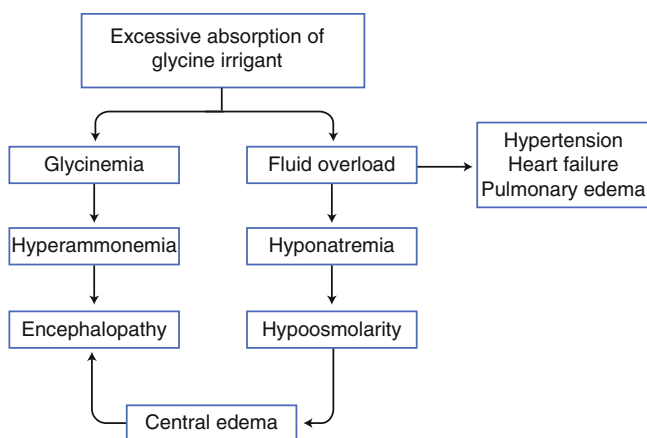 Excessive absorption of
glycine irrigant
Glycinemia
Fluid overload
Hypertension
Heart failure
Pulmonary edema
Hyperammonemia
Hyponatremia
Encephalopathy
Hypoosmolarity
Central edema